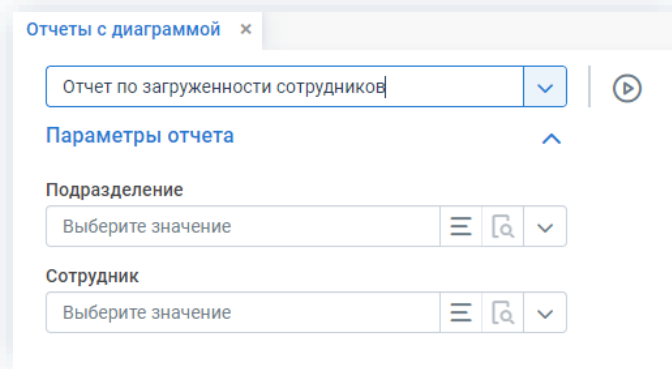 Отчеты с диаграммой
Отчет по загруженности сотрудников
Параметры отчета
Подразделение
Выберите значение
Сотрудник
Выберите значение